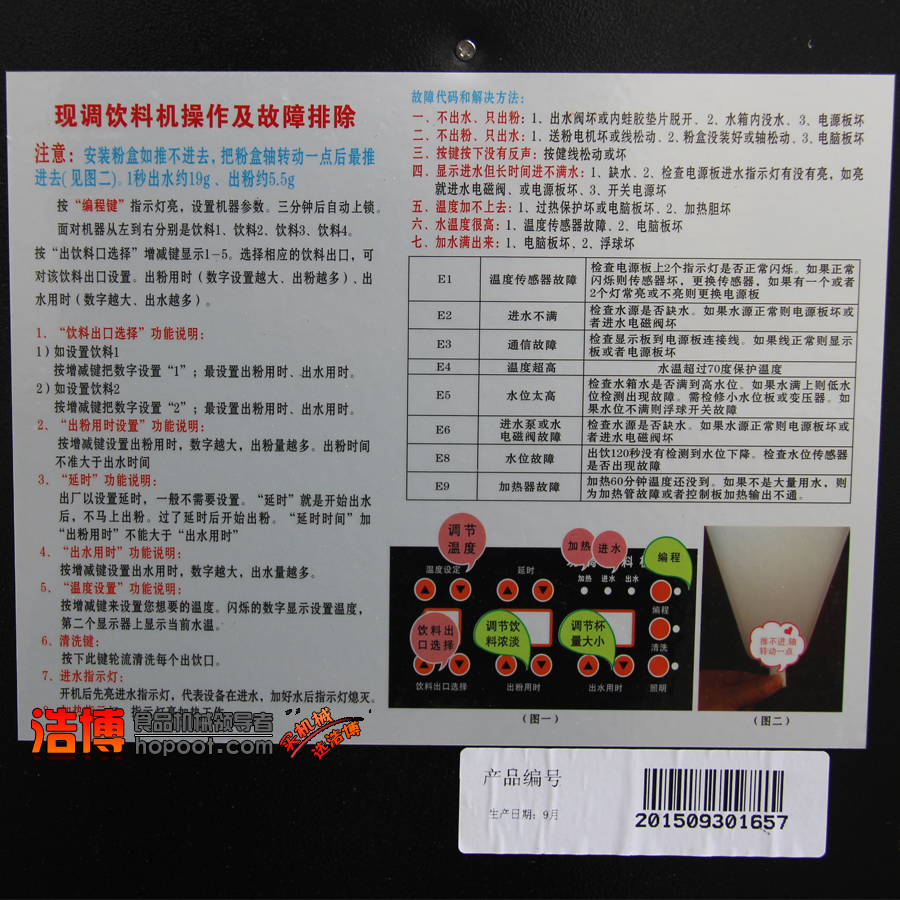 现调饮料机操作及故障排除
注意：安装粉盒如推不进去，把粉盒轴转动一点后最推
进去(见图二)。1秒出水约19g、出粉约5.5g
按“编程键”指示灯亮，设置机器参数。三分钟后自动上锁。
面对机器从左到右分别是饮料1、饮料2、饮料3、饮料4。
按“出饮料口选择”增减键显示1-5。选择相应的饮料出口，可
对该饮料出口设置。出粉用时(数字设置越大、出粉越多)、出
水用时(数字越大、出水越多)。
1、“饮料出口选择”功能说明:
1)如设置饮料1
按增减键把数字设置“1”；最设置出粉用时、出水用时。
2)如设置饮料2
按增减键把数字设置“2”；最设置出粉用时、出水用时。
2、“出粉用时设置”功能说明:
按增减键设置出粉用时，数字越大，出粉量越多。出粉时间
不准大于出水时间
3、“延时”功能说明:
出厂以设置延时，一般不需要设置。“延时”就是开始出水
后，不马上出粉。过了延时后开始出粉。“延时时间”加
“出粉用时”不能大于“出水用时”
4、“出水用时”功能说明:
按增减键设置出水用时，数字越大，出水量越多。
5、“温度设置”功能说明:
按增减键来设置您想要的温度。闪烁的数字显示设置温度，
第二个显示器上显示当前水温。
6、清洗键:
按下此键轮流清洗每个出饮口。
7、进水指示灯:
开机后先亮进水指示灯，代表设备在进水，加好水后指示灯熄灭。
浩博 食品机械领导者
hopoot.com
买机械
选浩博
故障代码和解决方法:
一、不出水、只出粉：1、出水阀坏或内蛙胶垫片脱开、2、水箱内没水、3、电源板坏
二、不出粉、只出水：1、送粉电机坏或线松动、2、粉盒没装好或轴松动、3、电脑板坏
三、按键按下没有反声：按健线松动或坏
四、显示进水但长时间进不满水：1、缺水、2、检查电源板进水指示灯有没有亮，如亮
就进水电磁阀、或电源板坏、3、开关电源坏
五、温度加不上去：1、过热保护坏或电脑板坏、2、加热胆坏
六、水温度很高：1、温度传感器故障、2、电脑板坏
七、加水满出来：1、电脑板坏、2、浮球坏
E1 温度传感器故障 检查电源板上2个指示灯是否正常闪烁。如果正常
闪烁则传感器坏，更换传感器，如果有一个或者
2个灯常亮或不亮则更换电源板
E2 进水不满 检查水源是否缺水。如果水源正常则电源板坏或
者进水电磁阀坏
E3 通信故障 检查显示板到电源板连接线。如果线正常则显示
板或者电源板坏
E4 温度超高 水温超过70度保护温度
E5 水位太高 检查水箱水是否满到高水位。如果水满上则低水
位检测出现故障。需检修小水位板或变压器。如
果水位不满则浮球开关故障
E6 进水泵或水
电磁阀故障 检查水源是否缺水。如果水源正常则电源板坏或
者进水电磁阀坏
E8 水位故障 出饮120秒没有检测到水位下降。检查水位传感器
是否出现故障
E9 加热器故障 加热60分钟温度还没到。如果不是大量用水，则
为加热管故障或者控制板加热输出不通。
调节
温度
加热
进水
编程
温度设定
延时
加热 进水 出水
编程
饮料出
口选择
调节饮
料浓淡
调节杯
量大小
清洗
饮料出口选择
出粉用时
出水用时
照明
推不进,轴
转动一点
(图一)
(图二)
产品编号
生产日期：9月
201509301657